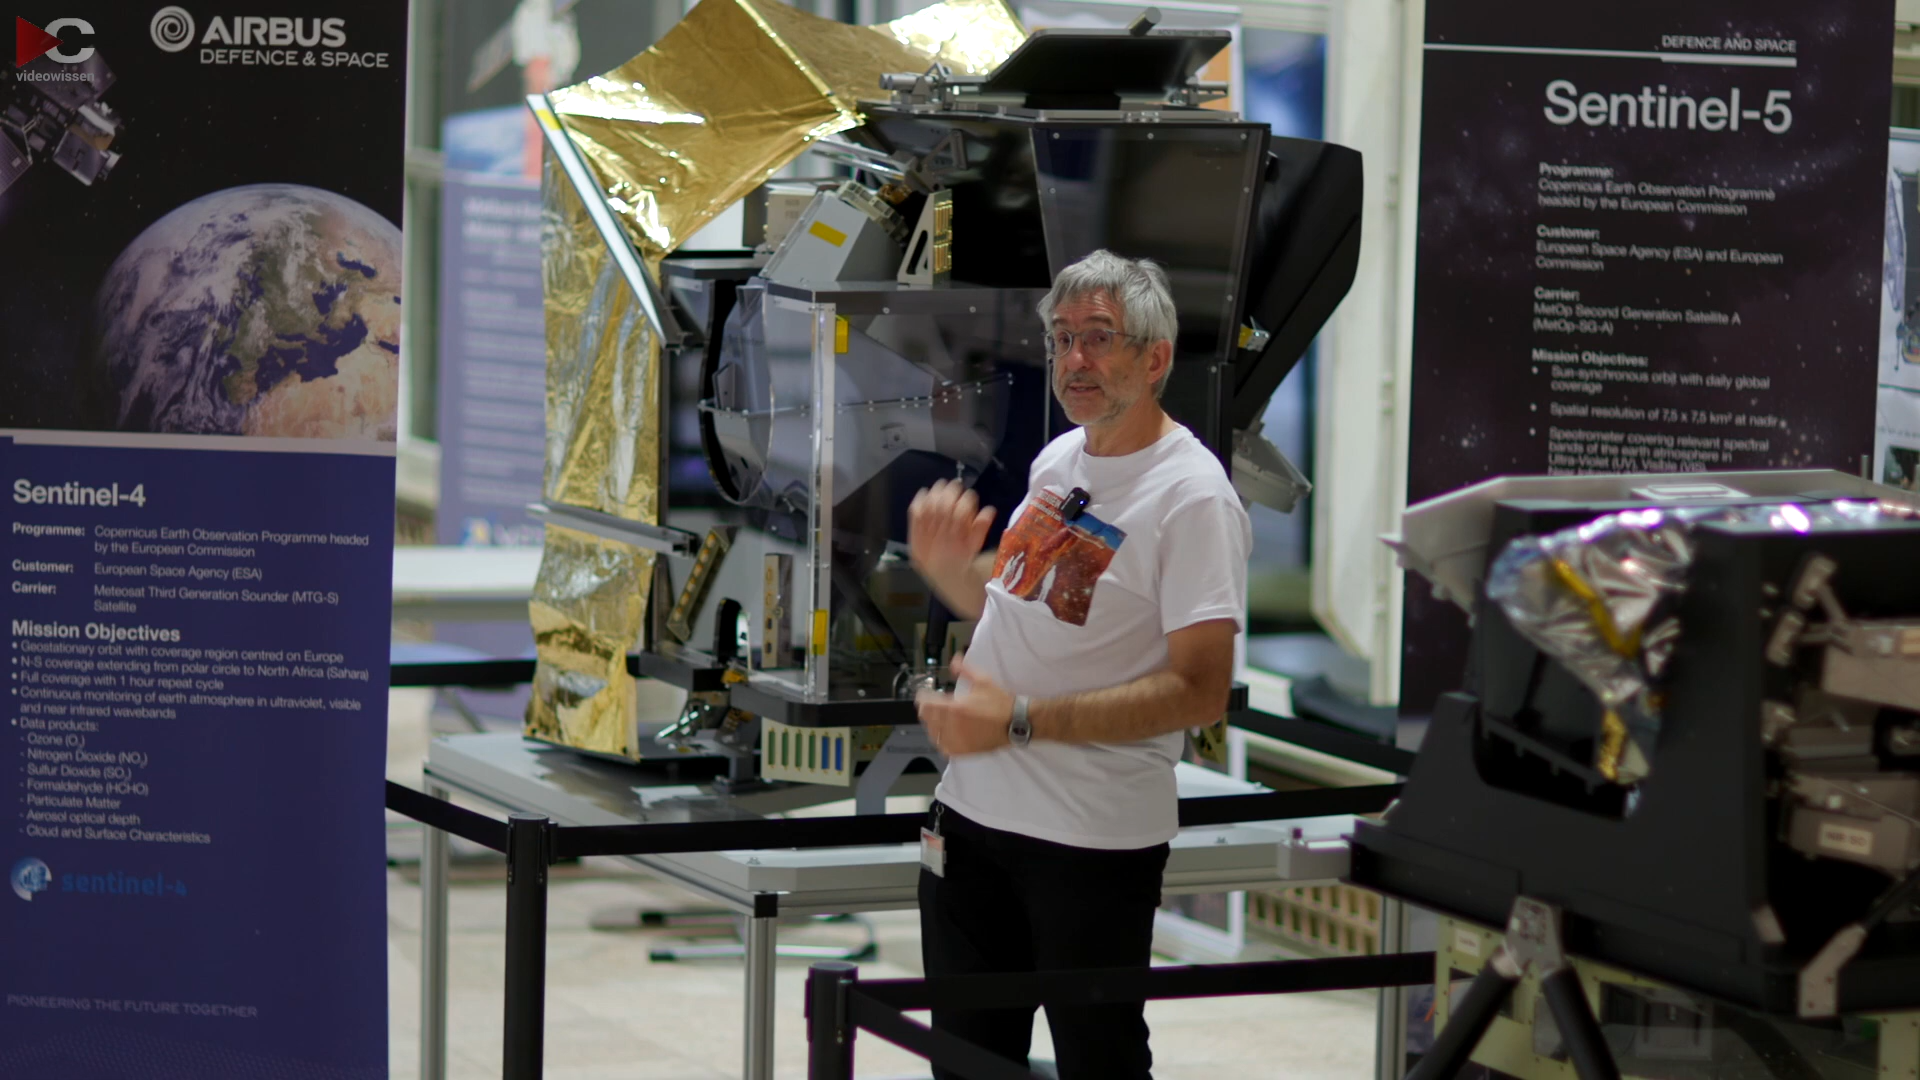 videowissen
AIRBUS
DEFENCE & SPACE
Sentinel-4
Programme: Copernicus Earth Observation Programme headed
by the European Commission
Customer: European Space Agency (ESA)
Carrier: Meteosat Third Generation Sounder (MTG-S)
Satellite
Mission Objectives
• Geostationary orbit with coverage region centred on Europe
• N-S coverage extending from polar circle to North Africa (Sahara)
• Full coverage with 1 hour repeat cycle
• Continuous monitoring of earth atmosphere in ultraviolet, visible
and near infrared wavebands
• Data products:
- Ozone (O₃)
- Nitrogen Dioxide (NO₂)
- Sulfur Dioxide (SO₂)
- Formaldehyde (HCHO)
- Particulate Matter
- Aerosol optical depth
- Cloud and Surface Characteristics
sentinel-4
PIONEERING THE FUTURE TOGETHER
DEFENCE AND SPACE
Sentinel-5
Programme:
Copernicus Earth Observation Programme
headed by the European Commission
Customer:
European Space Agency (ESA) and European
Commission
Carrier:
MetOp Second Generation Satellite A
(MetOp-SG-A)
Mission Objectives:
• Sun-synchronous orbit with daily global
coverage
• Spatial resolution of 7,5 x 7,5 km² at nadir
• Spectrometer covering relevant spectral
bands of the earth atmosphere in
Ultra-Violet (UV), Visible (VIS),